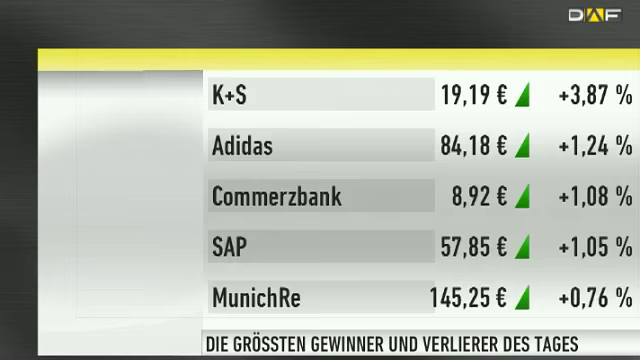 DAF
K+S 19,19 € +3,87 %
Adidas 84,18 € +1,24 %
Commerzbank 8,92 € +1,08 %
SAP 57,85 € +1,05 %
MunichRe 145,25 € +0,76 %
DIE GRÖSSTEN GEWINNER UND VERLIERER DES TAGES